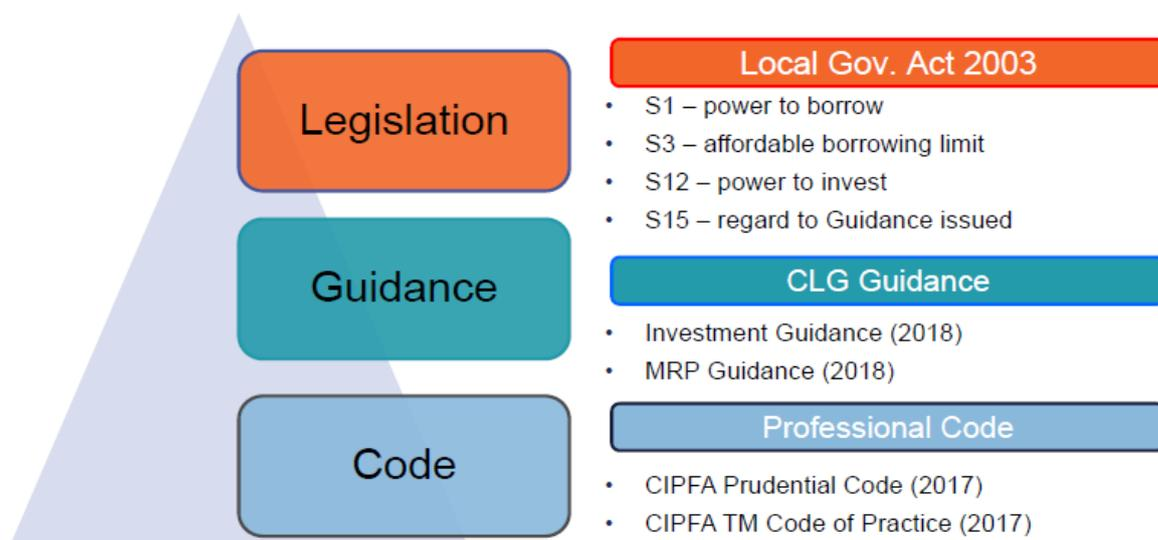 Legislation
Local Gov. Act 2003
• S1 – power to borrow
• S3 – affordable borrowing limit
• S12 – power to invest
• S15 – regard to Guidance issued
Guidance
CLG Guidance
• Investment Guidance (2018)
• MRP Guidance (2018)
Code
Professional Code
• CIPFA Prudential Code (2017)
• CIPFA TM Code of Practice (2017)